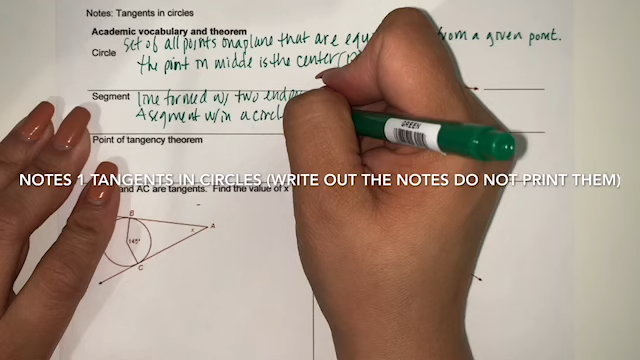 Notes: Tangents in circles
Academic vocabulary and theorem
Circle set of all points on a plane that are from a given point.
the point in middle is the center
Segment line formed w/ two
A segment w/in a
Point of tangency theorem
NOTES 1 TANGENTS IN CIRCLES (WRITE OUT THE NOTES DO NOT PRINT THEM)
and AC are tangents. Find the value of x
B
A
x
145°
C
GREEN